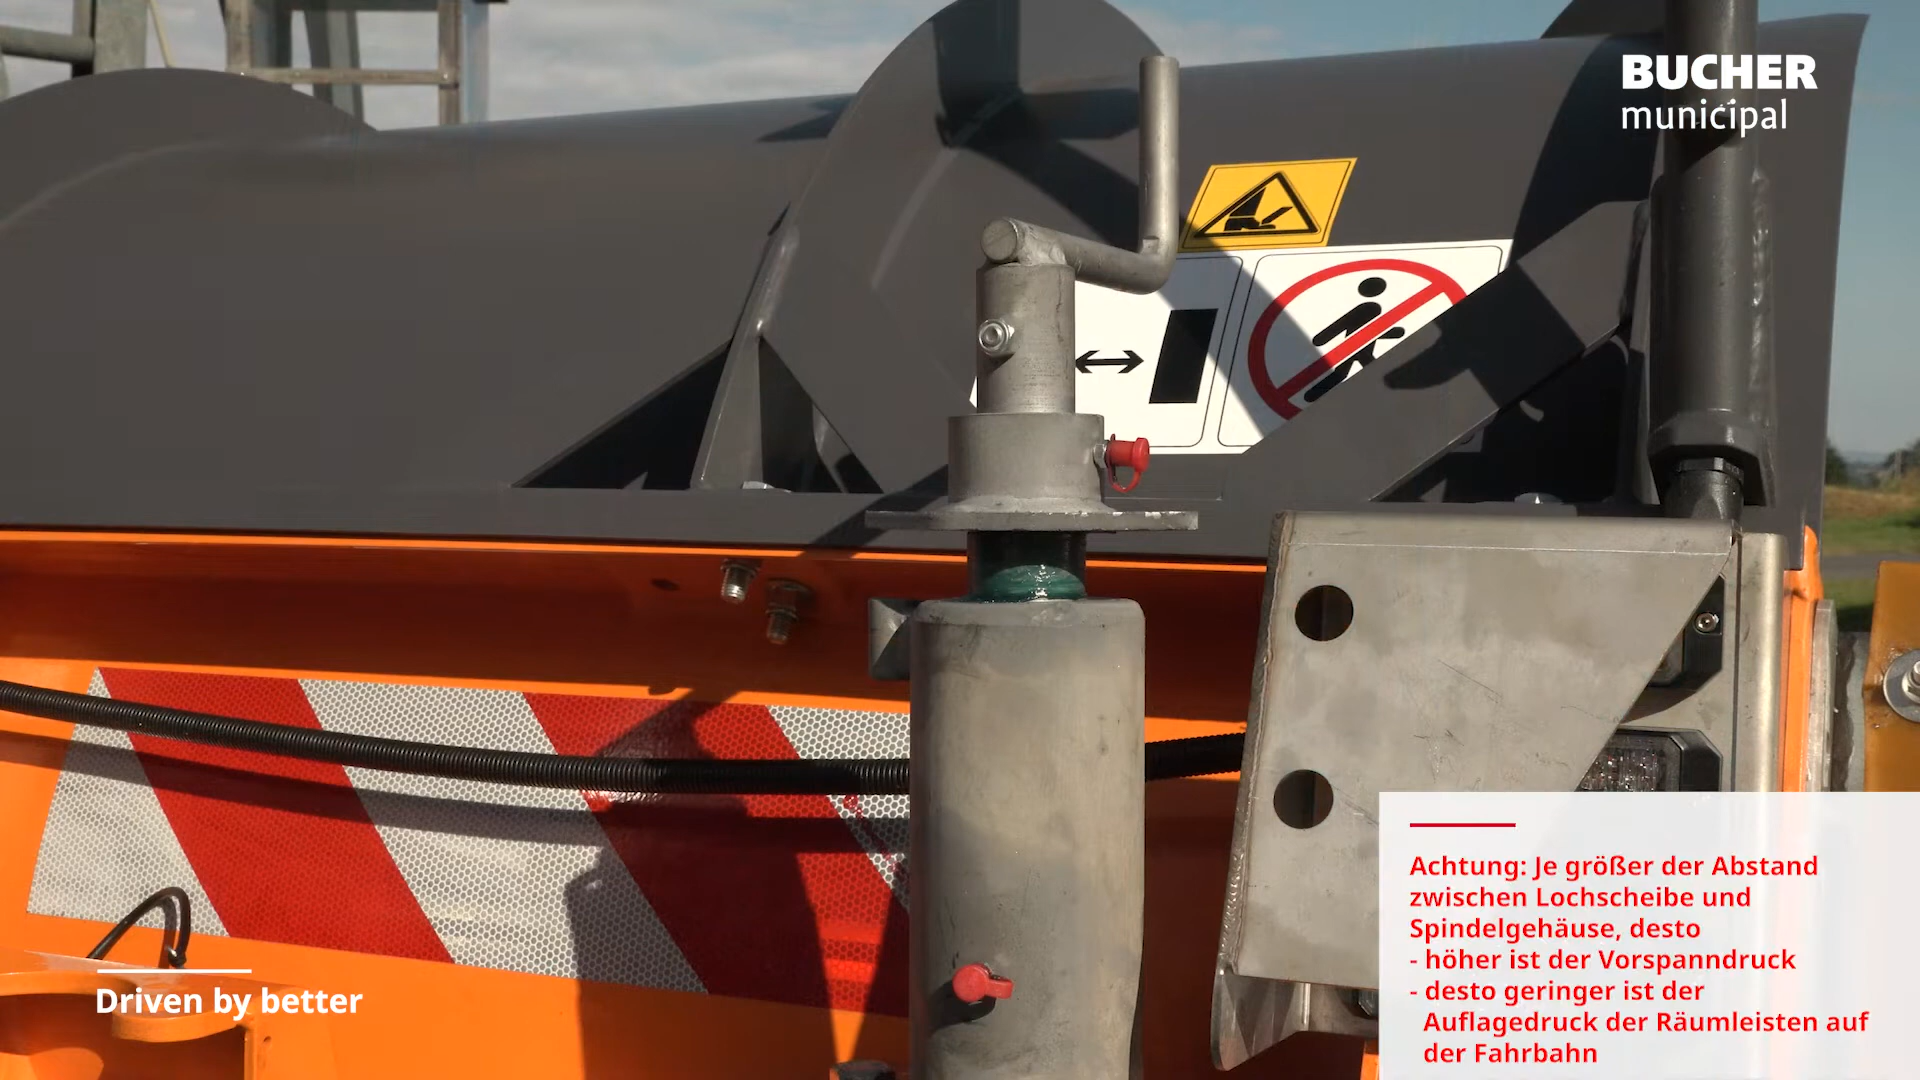 BUCHER
municipal
Achtung: Je größer der Abstand
zwischen Lochscheibe und
Spindelgehäuse, desto
- höher ist der Vorspanndruck
- desto geringer ist der
Auflagedruck der Räumleisten auf
der Fahrbahn
Driven by better